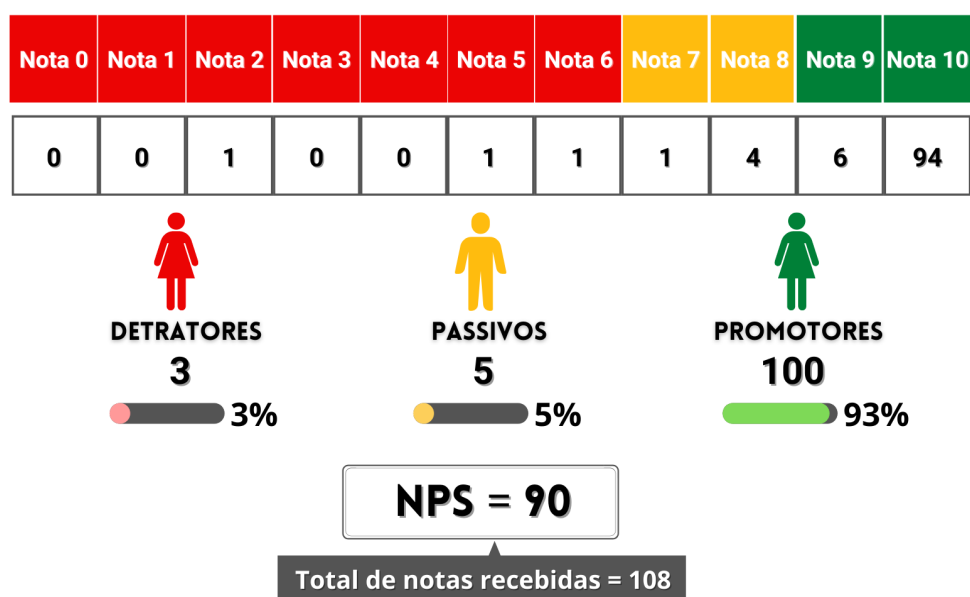 Nota 0 Nota 1 Nota 2 Nota 3 Nota 4 Nota 5 Nota 6 Nota 7 Nota 8 Nota 9 Nota 10
0 0 1 0 0 1 1 1 4 6 94
DETRATORES PASSIVOS PROMOTORES
3 5 100
3% 5% 93%
NPS = 90
Total de notas recebidas = 108